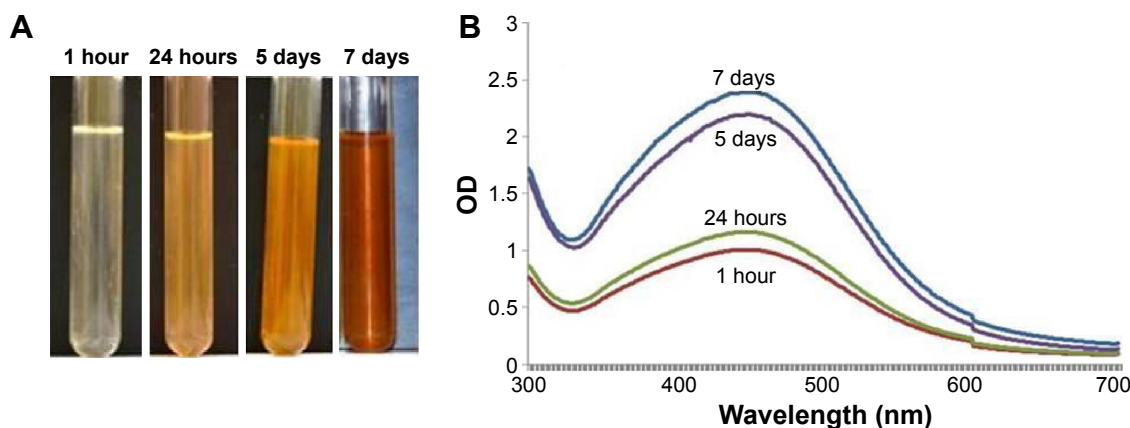 A
1 hour 24 hours 5 days 7 days
B
3
2.5
2
1.5
1
0.5
0
OD
7 days
5 days
24 hours
1 hour
300 400 500 600 700
Wavelength (nm)